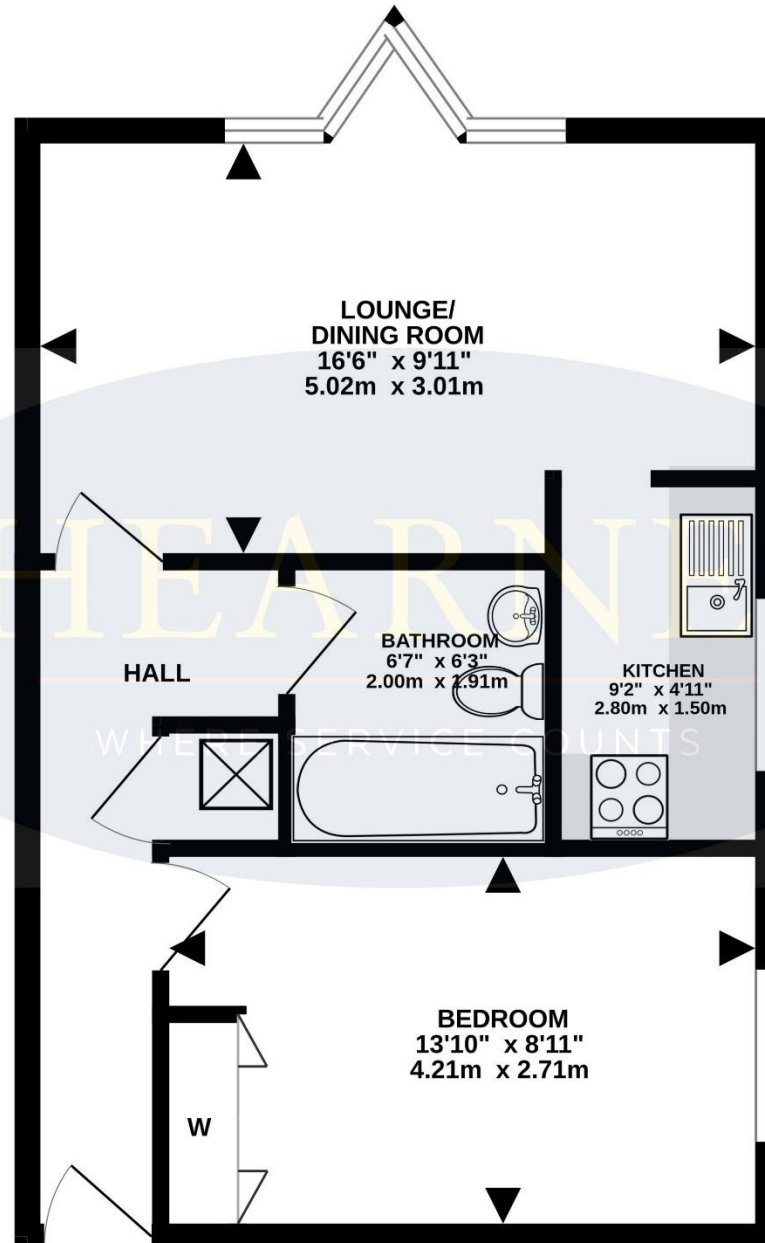 LOUNGE/
DINING ROOM
16'6" x 9'11"
5.02m x 3.01m
HEARNE
WHERE SERVICE COUNTS
HALL
BATHROOM
6'7" x 6'3"
2.00m x 1.91m
KITCHEN
9'2" x 4'11"
2.80m x 1.50m
BEDROOM
13'10" x 8'11"
4.21m x 2.71m
W